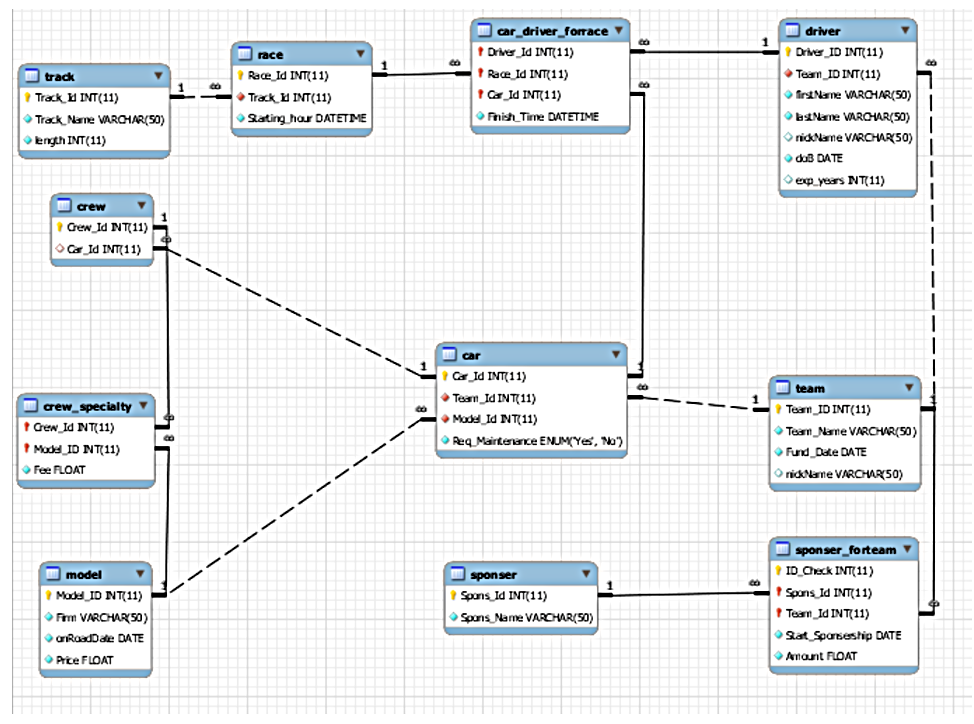 track
Track_Id INT(11)
Track_Name VARCHAR(50)
length INT(11)
1
∞
race
Race_Id INT(11)
Track_Id INT(11)
Starting_hour DATETIME
1
∞
car_driver_forrace
Driver_Id INT(11)
Race_Id INT(11)
Car_Id INT(11)
Finish_Time DATETIME
∞
1
∞
driver
Driver_ID INT(11)
Team_ID INT(11)
firstName VARCHAR(50)
lastName VARCHAR(50)
nickName VARCHAR(50)
doB DATE
exp_years INT(11)
∞
crew
Crew_Id INT(11)
Car_Id INT(11)
1
∞
car
Car_Id INT(11)
Team_Id INT(11)
Model_Id INT(11)
Req_Maintenance ENUM('Yes', 'No')
1
∞
1
∞
1
team
Team_ID INT(11)
Team_Name VARCHAR(50)
Fund_Date DATE
nickName VARCHAR(50)
1
crew_specialty
Crew_Id INT(11)
Model_ID INT(11)
Fee FLOAT
∞
∞
model
Model_ID INT(11)
Firm VARCHAR(50)
onRoadDate DATE
Price FLOAT
1
sponser
Spons_Id INT(11)
Spons_Name VARCHAR(50)
1
∞
sponser_forteam
ID_Check INT(11)
Spons_Id INT(11)
Team_Id INT(11)
Start_Sponsership DATE
Amount FLOAT
∞